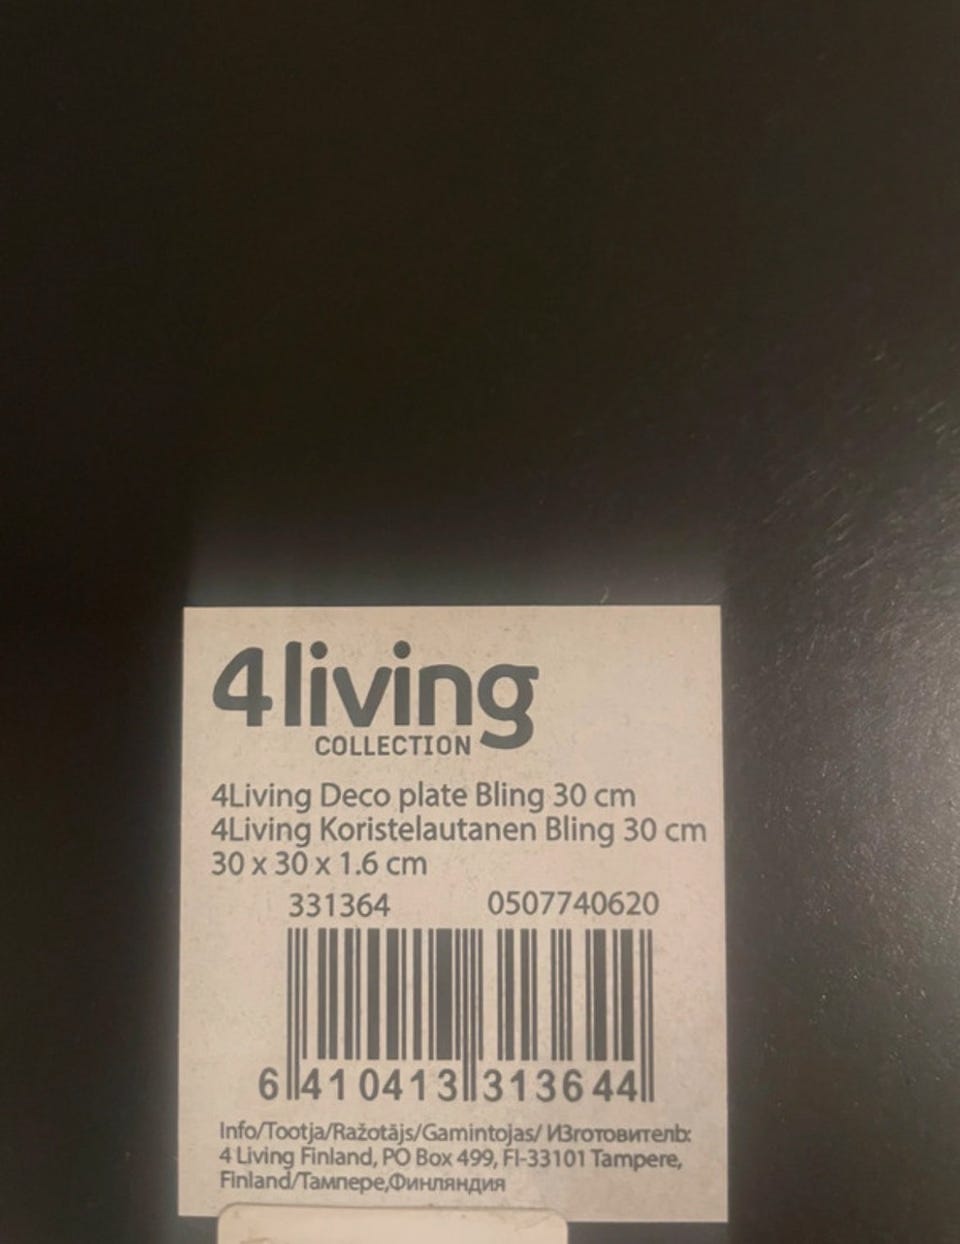 4living
COLLECTION
4Living Deco plate Bling 30 cm
4Living Koristelautanen Bling 30 cm
30 x 30 x 1.6 cm
331364 0507740620
6 410413 313644
Info/Tootja/Ražotājs/Gamintojas/ Изготовитель:
4 Living Finland, PO Box 499, FI-33101 Tampere,
Finland/Тампере,Финляндия